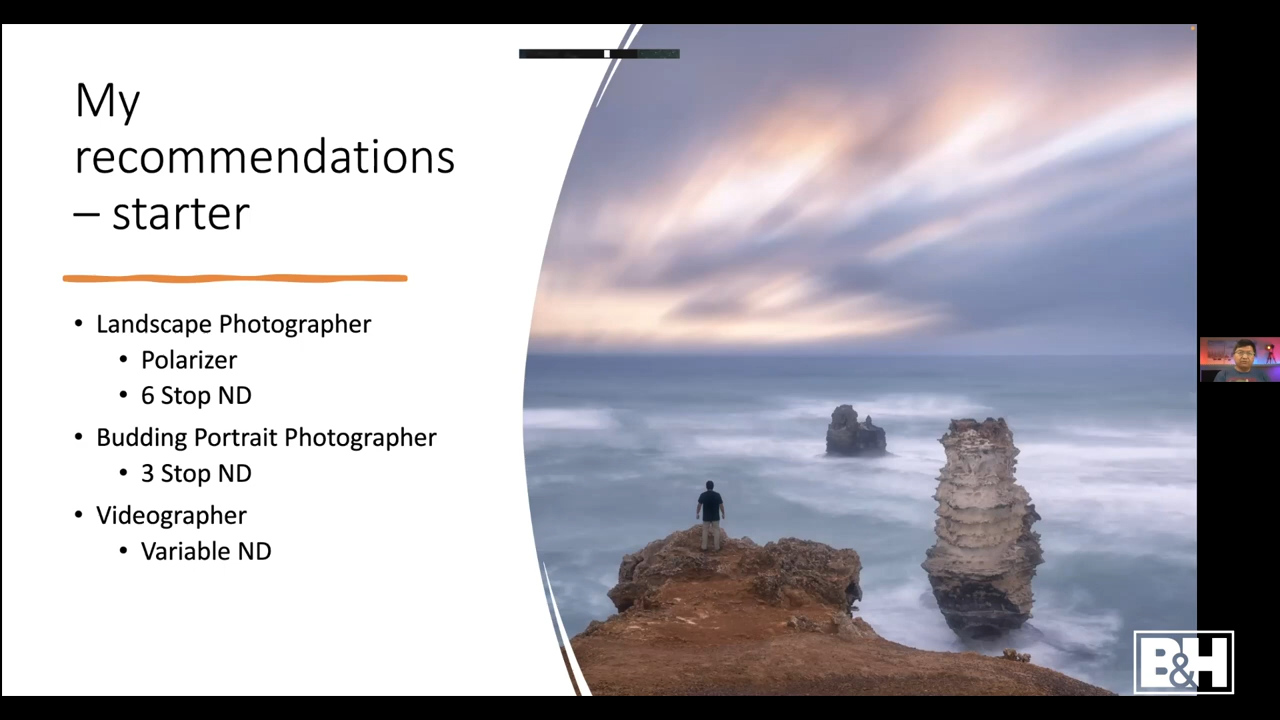 My
recommendations
– starter
• Landscape Photographer
• Polarizer
• 6 Stop ND
• Budding Portrait Photographer
• 3 Stop ND
• Videographer
• Variable ND
B&H